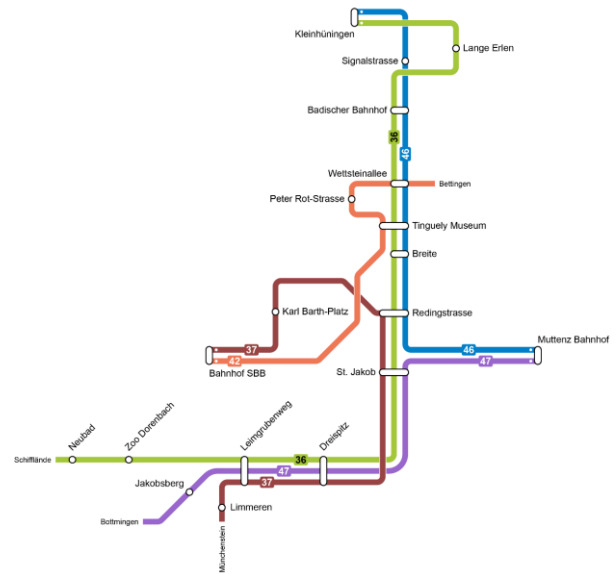 Kleinhüningen
Lange Erlen
Signalstrasse
Badischer Bahnhof
36
46
Wettsteinallee
Bettingen
Peter Rot-Strasse
Tinguely Museum
Breite
Karl Barth-Platz
Redingstrasse
Muttenz Bahnhof
37
46
42
47
Bahnhof SBB
St. Jakob
Neubad
Zoo Dorenbach
Leimgrubenweg
Dreispitz
Schifflände
36
47
Jakobsberg
37
Limmeren
Bottmingen
Münchenstein